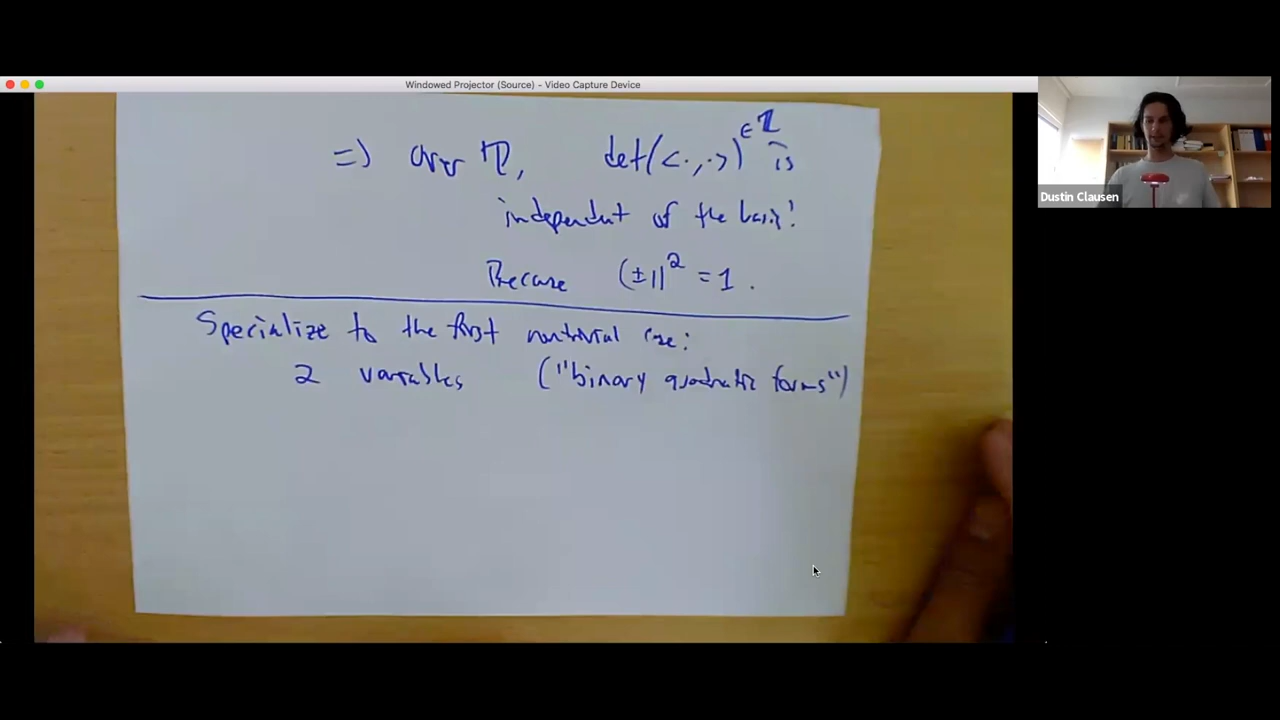 Windowed Projector (Source) - Video Capture Device
=> over ℤ, det(<·,·>) ∈ ℤ is
independent of the basis!
Because (±1)² = 1.
Specialize to the first nontrivial case:
2 variables ("binary quadratic forms")
Dustin Clausen